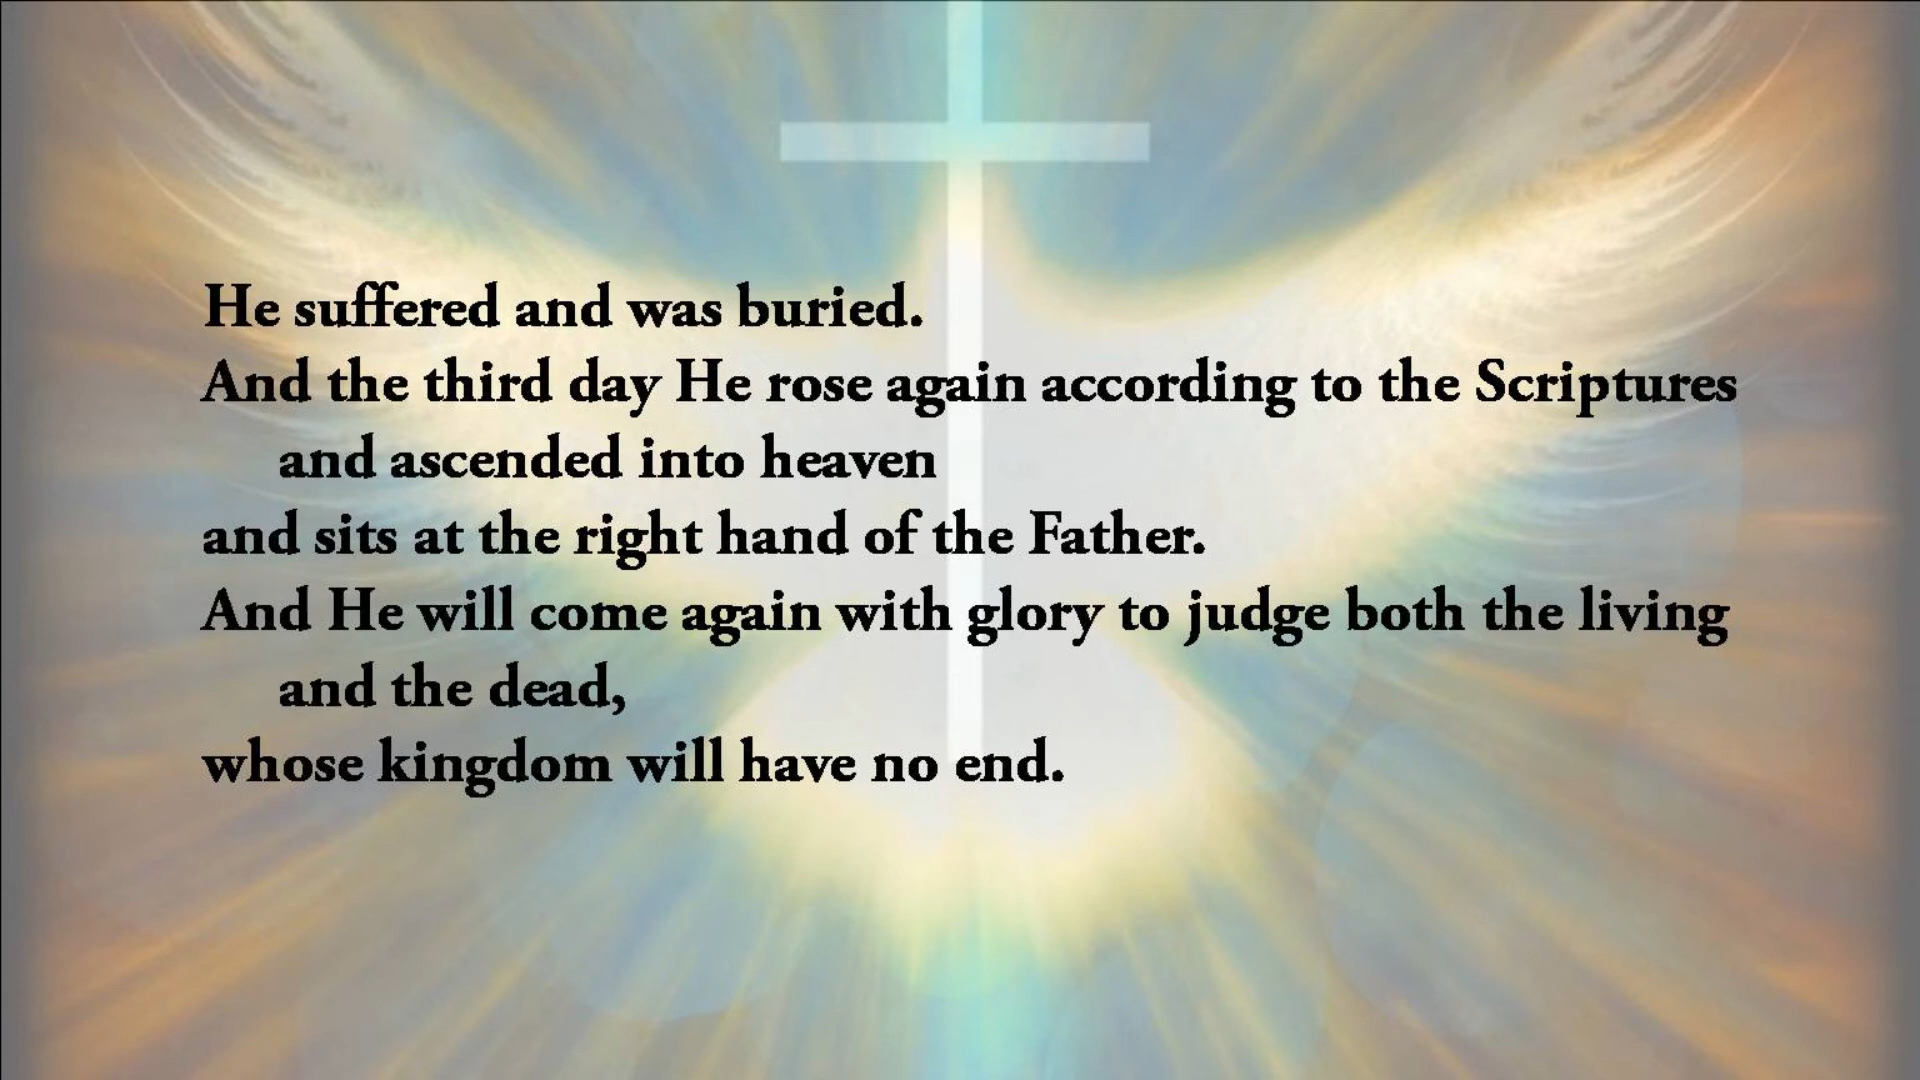 He suffered and was buried.
And the third day He rose again according to the Scriptures
and ascended into heaven
and sits at the right hand of the Father.
And He will come again with glory to judge both the living
and the dead,
whose kingdom will have no end.